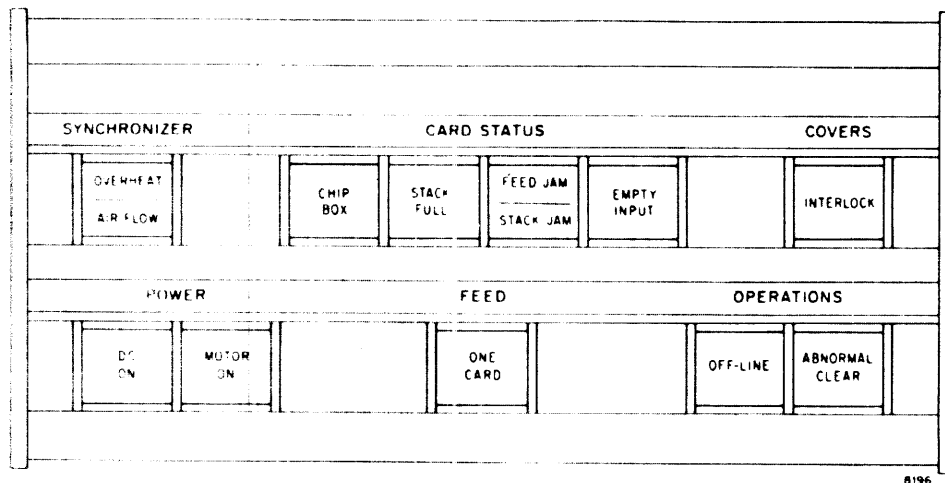 SYNCHRONIZER CARD STATUS COVERS
OVERHEAT
AIR FLOW
CHIP
BOX
STACK
FULL
FEED JAM
STACK JAM
EMPTY
INPUT
INTERLOCK
POWER FEED OPERATIONS
DC
ON
MOTOR
ON
ONE
CARD
OFF-LINE
ABNORMAL
CLEAR
8196